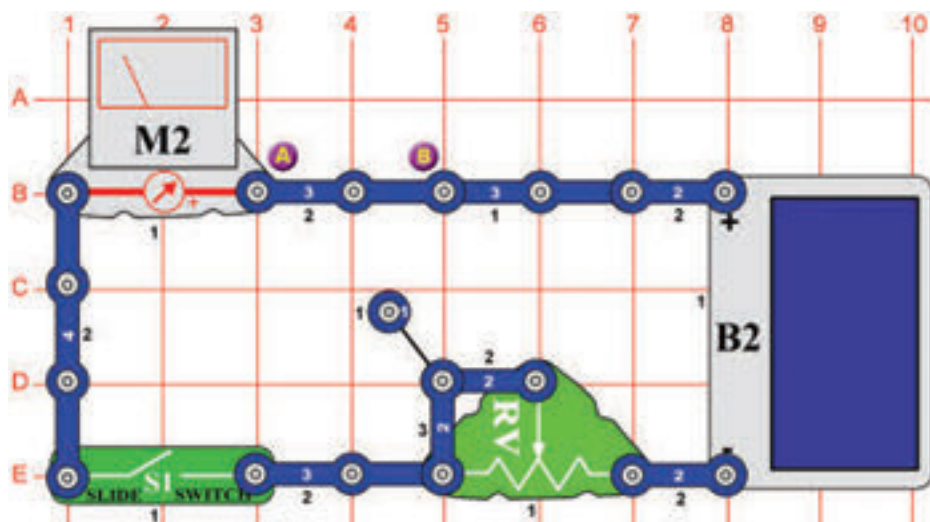 1 2 3 4 5 6 7 8 9 10
A
M2
A B
B + 3 3 2
1 2 1 2 +
C
1 1
4 2 1 B2
D 2
2
RV
3 2
-
E S1 3 2
SLIDE SWITCH 2 2
1 1